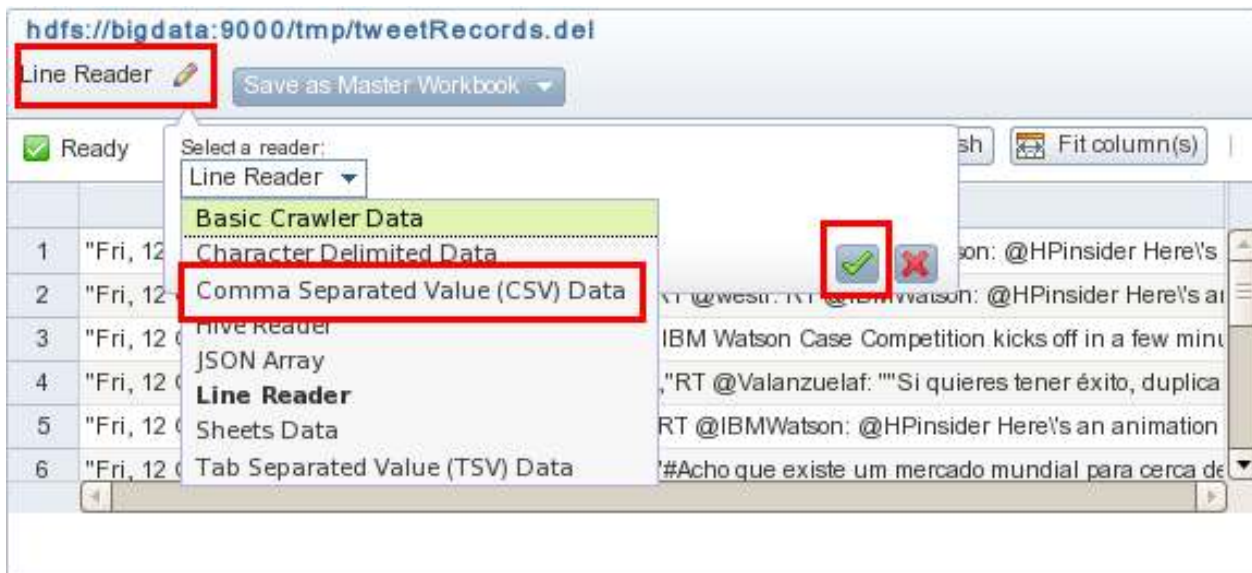 hdfs://bigdata:9000/tmp/tweetRecords.del
Line Reader
Save as Master Workbook
Ready
Select a reader:
Line Reader
sh
Fit column(s)
Basic Crawler Data
Character Delimited Data
Comma Separated Value (CSV) Data
Hive Reader
JSON Array
Line Reader
Sheets Data
Tab Separated Value (TSV) Data
1 "Fri, 12 son: @HPinsider Here\'s
2 "Fri, 12 RT @IBMWatson: @HPinsider Here\'s an
3 "Fri, 12 IBM Watson Case Competition kicks off in a few minu
4 "Fri, 12 ,"RT @Valanzuelaf: ""Si quieres tener éxito, duplica
5 "Fri, 12 RT @IBMWatson: @HPinsider Here\'s an animation
6 "Fri, 12 "#Acho que existe um mercado mundial para cerca de